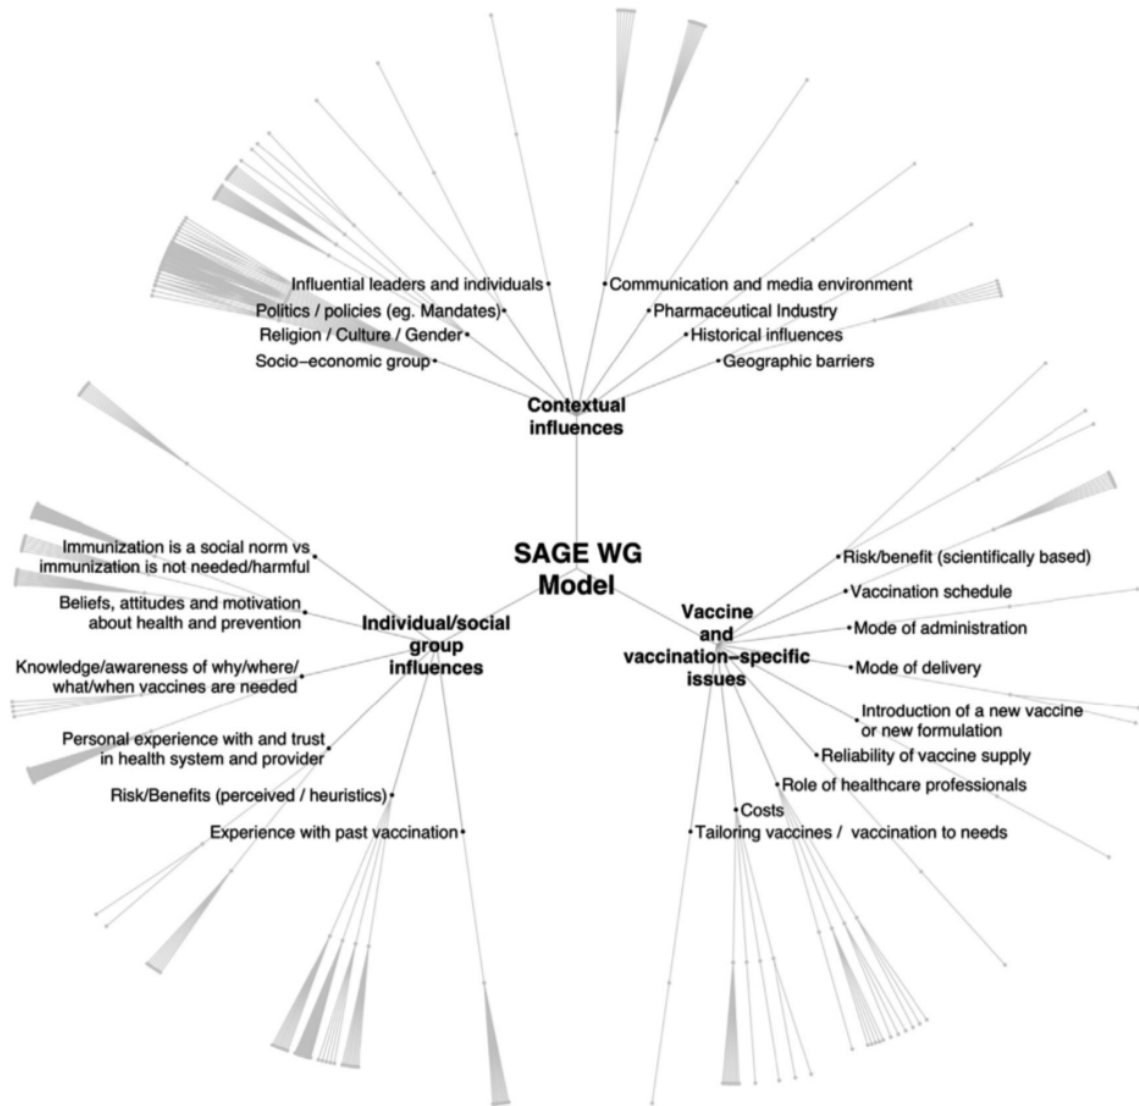 Influential leaders and individuals
Politics / policies (eg. Mandates)
Religion / Culture / Gender
Socio−economic group
Communication and media environment
Pharmaceutical Industry
Historical influences
Geographic barriers
Contextual
influences
SAGE WG
Model
Immunization is a social norm vs
immunization is not needed/harmful
Beliefs, attitudes and motivation
about health and prevention
Knowledge/awareness of why/where/
what/when vaccines are needed
Personal experience with and trust
in health system and provider
Risk/Benefits (perceived / heuristics)
Experience with past vaccination
Individual/social
group
influences
Vaccine
and
vaccination−specific
issues
Risk/benefit (scientifically based)
Vaccination schedule
Mode of administration
Mode of delivery
Introduction of a new vaccine
or new formulation
Reliability of vaccine supply
Role of healthcare professionals
Costs
Tailoring vaccines / vaccination to needs